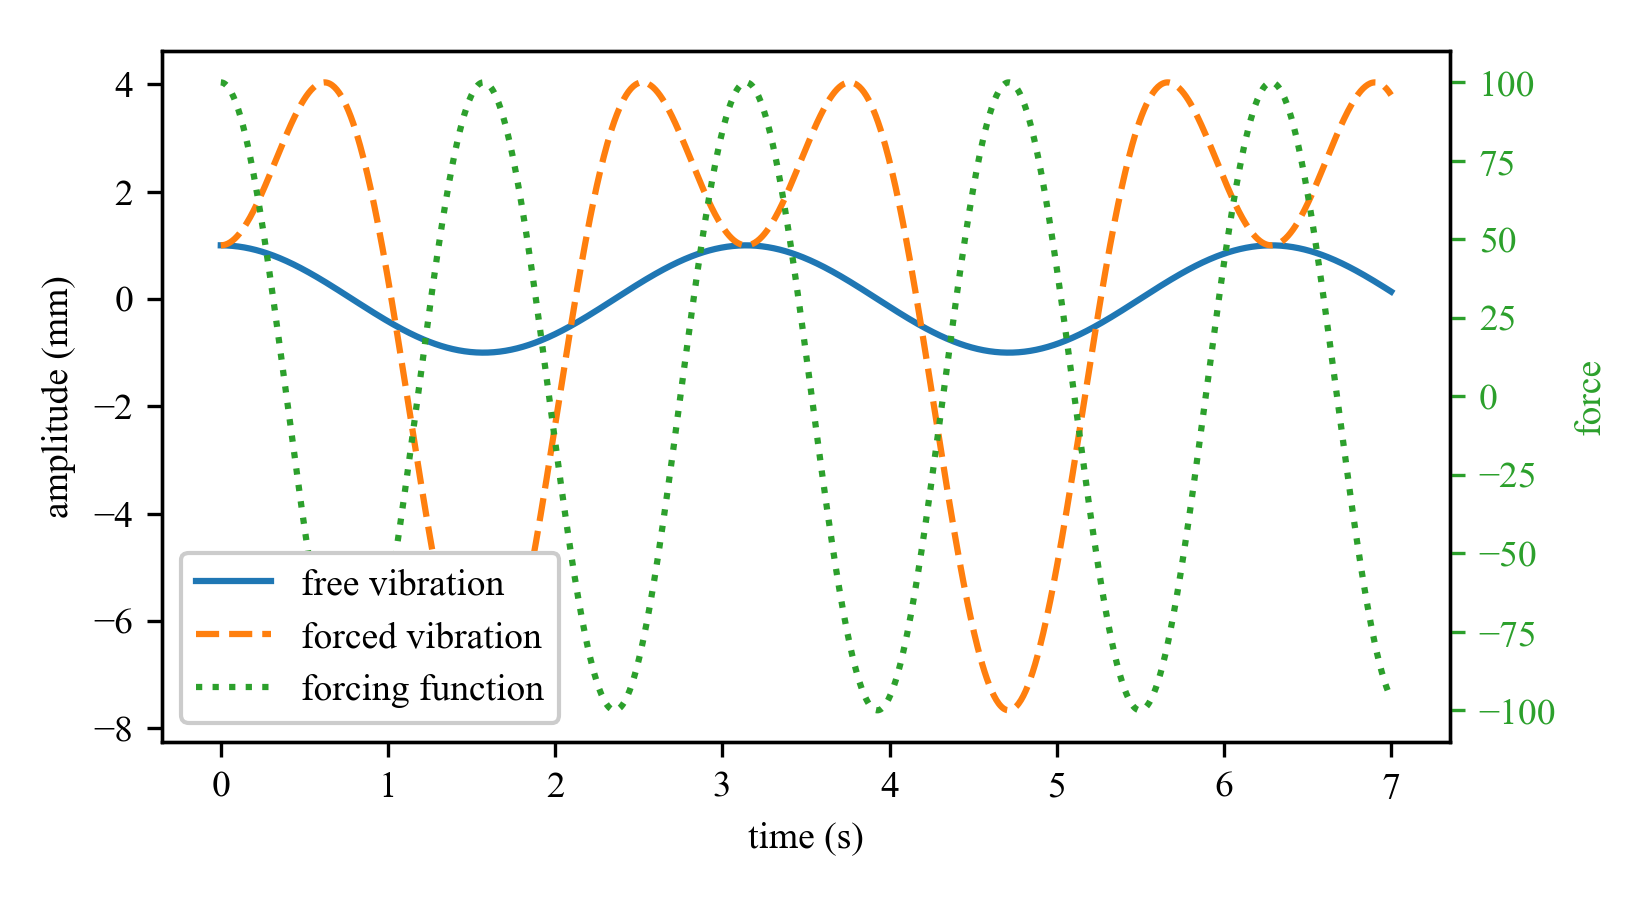 4
2
0
−2
−4
−6
−8
amplitude (mm)
0 1 2 3 4 5 6 7
time (s)
100
75
50
25
0
−25
−50
−75
−100
force
free vibration
forced vibration
forcing function